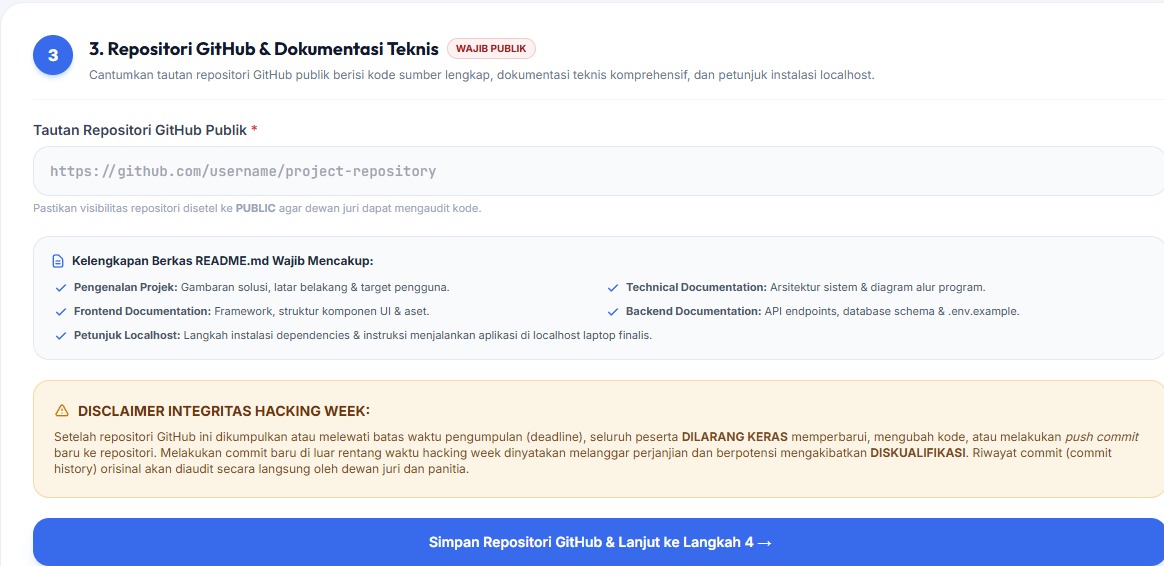 3
3. Repositori GitHub & Dokumentasi Teknis
WAJIB PUBLIK
Cantumkan tautan repositori GitHub publik berisi kode sumber lengkap, dokumentasi teknis komprehensif, dan petunjuk instalasi localhost.
Tautan Repositori GitHub Publik *
https://github.com/username/project-repository
Pastikan visibilitas repositori disetel ke PUBLIC agar dewan juri dapat mengaudit kode.
Kelengkapan Berkas README.md Wajib Mencakup:
Pengenalan Projek: Gambaran solusi, latar belakang & target pengguna.
Technical Documentation: Arsitektur sistem & diagram alur program.
Frontend Documentation: Framework, struktur komponen UI & aset.
Backend Documentation: API endpoints, database schema & .env.example.
Petunjuk Localhost: Langkah instalasi dependencies & instruksi menjalankan aplikasi di localhost laptop finalis.
DISCLAIMER INTEGRITAS HACKING WEEK:
Setelah repositori GitHub ini dikumpulkan atau melewati batas waktu pengumpulan (deadline), seluruh peserta DILARANG KERAS memperbarui, mengubah kode, atau melakukan push commit
baru ke repositori. Melakukan commit baru di luar rentang waktu hacking week dinyatakan melanggar perjanjian dan berpotensi mengakibatkan DISKUALIFIKASI. Riwayat commit (commit
history) orisinal akan diaudit secara langsung oleh dewan juri dan panitia.
Simpan Repositori GitHub & Lanjut ke Langkah 4 →